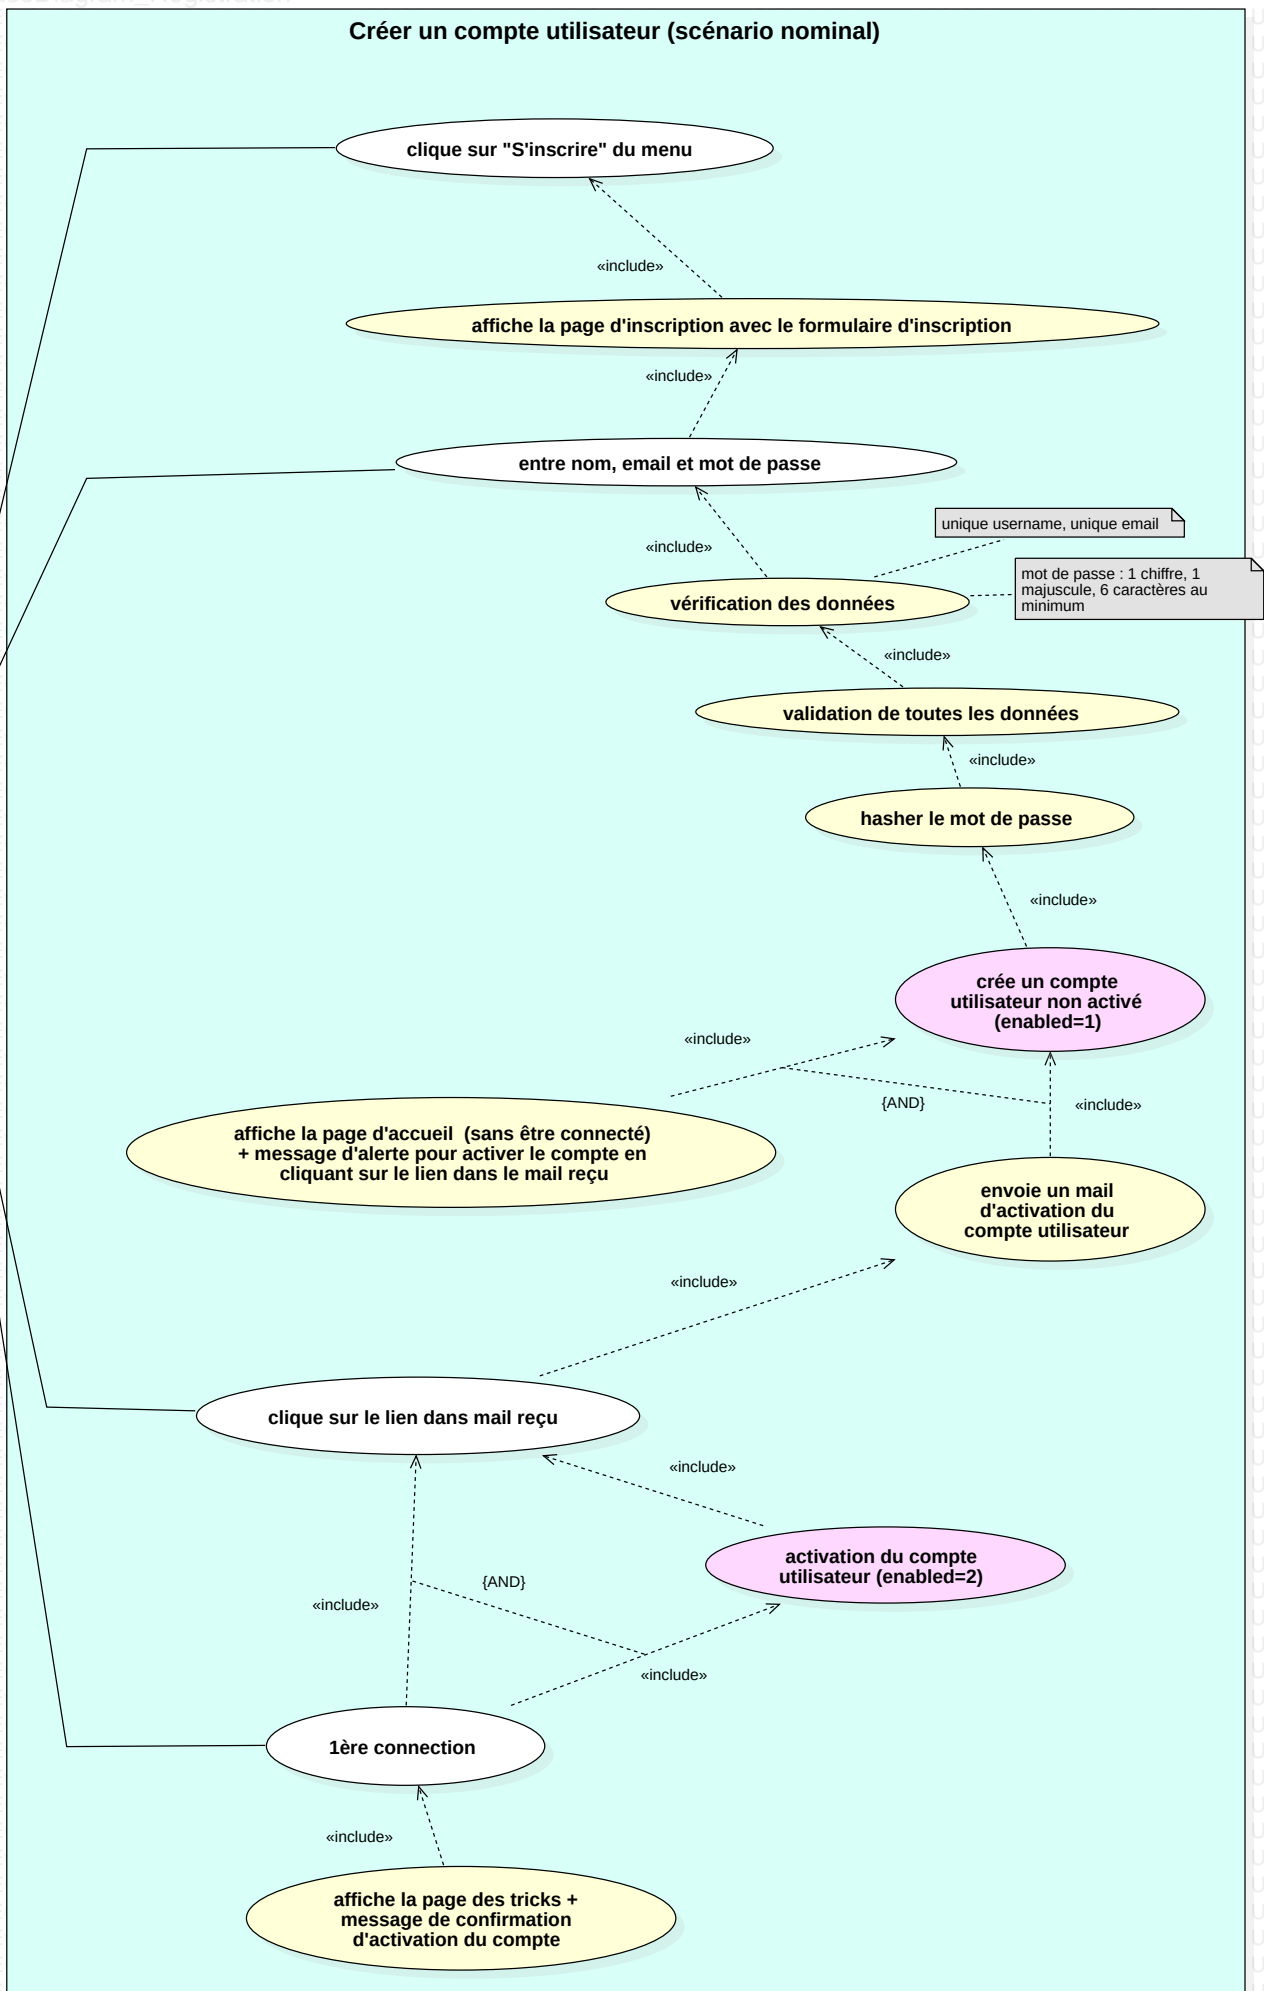 Créer un compte utilisateur (scénario nominal)
clique sur "S'inscrire" du menu
«include»
affiche la page d'inscription avec le formulaire d'inscription
«include»
entre nom, email et mot de passe
unique username, unique email
«include»
mot de passe : 1 chiffre, 1
majuscule, 6 caractères au
minimum
vérification des données
«include»
validation de toutes les données
«include»
hasher le mot de passe
«include»
crée un compte
utilisateur non activé
(enabled=1)
«include»
{AND}
«include»
affiche la page d'accueil  (sans être connecté)
+ message d'alerte pour activer le compte en
cliquant sur le lien dans le mail reçu
envoie un mail
d'activation du
compte utilisateur
«include»
clique sur le lien dans mail reçu
«include»
activation du compte
utilisateur (enabled=2)
{AND}
«include»
«include»
1ère connection
«include»
affiche la page des tricks +
message de confirmation
d'activation du compte